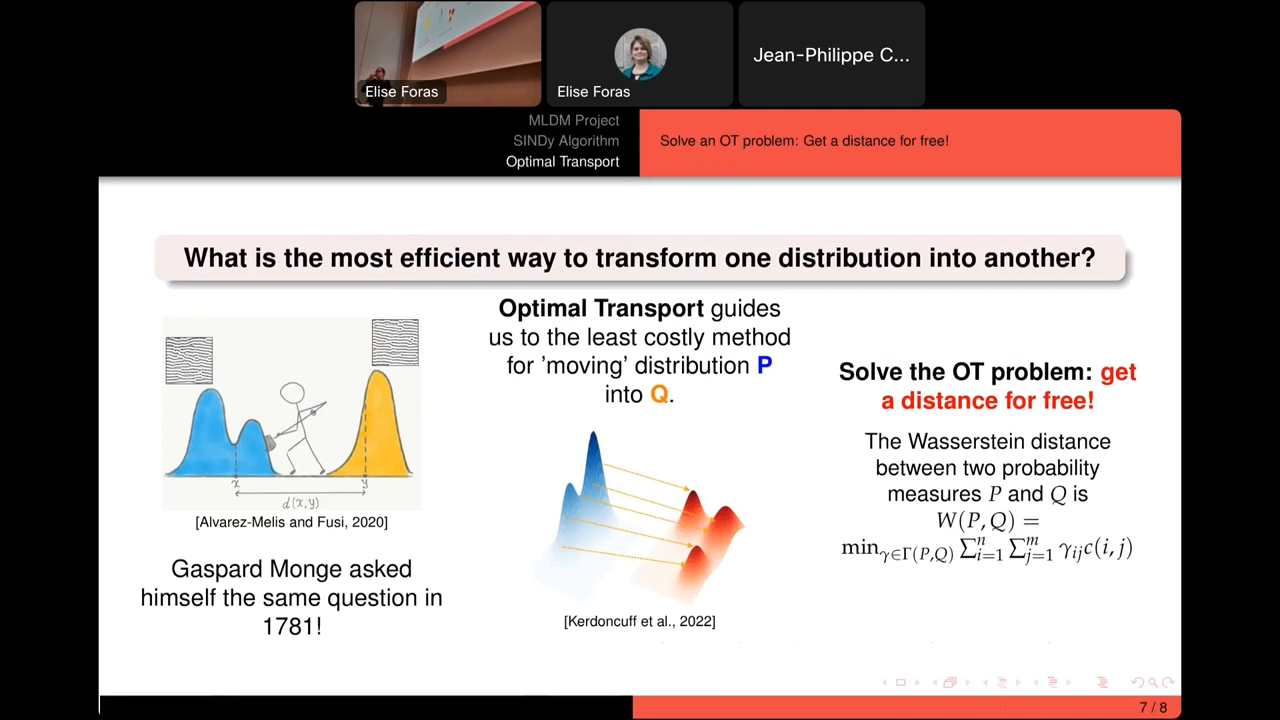 Elise Foras
Elise Foras
Jean-Philippe C...
MLDM Project
SINDy Algorithm
Optimal Transport
Solve an OT problem: Get a distance for free!
What is the most efficient way to transform one distribution into another?
x
y
d(x,y)
[Alvarez-Melis and Fusi, 2020]
Gaspard Monge asked
himself the same question in
1781!
Optimal Transport guides
us to the least costly method
for 'moving' distribution P
into Q.
[Kerdoncuff et al., 2022]
Solve the OT problem: get
a distance for free!
The Wasserstein distance
between two probability
measures P and Q is
W(P, Q) =
min_{γ∈Γ(P,Q)} ∑_{i=1}^{n} ∑_{j=1}^{m} γ_{ij}c(i, j)
7 / 8